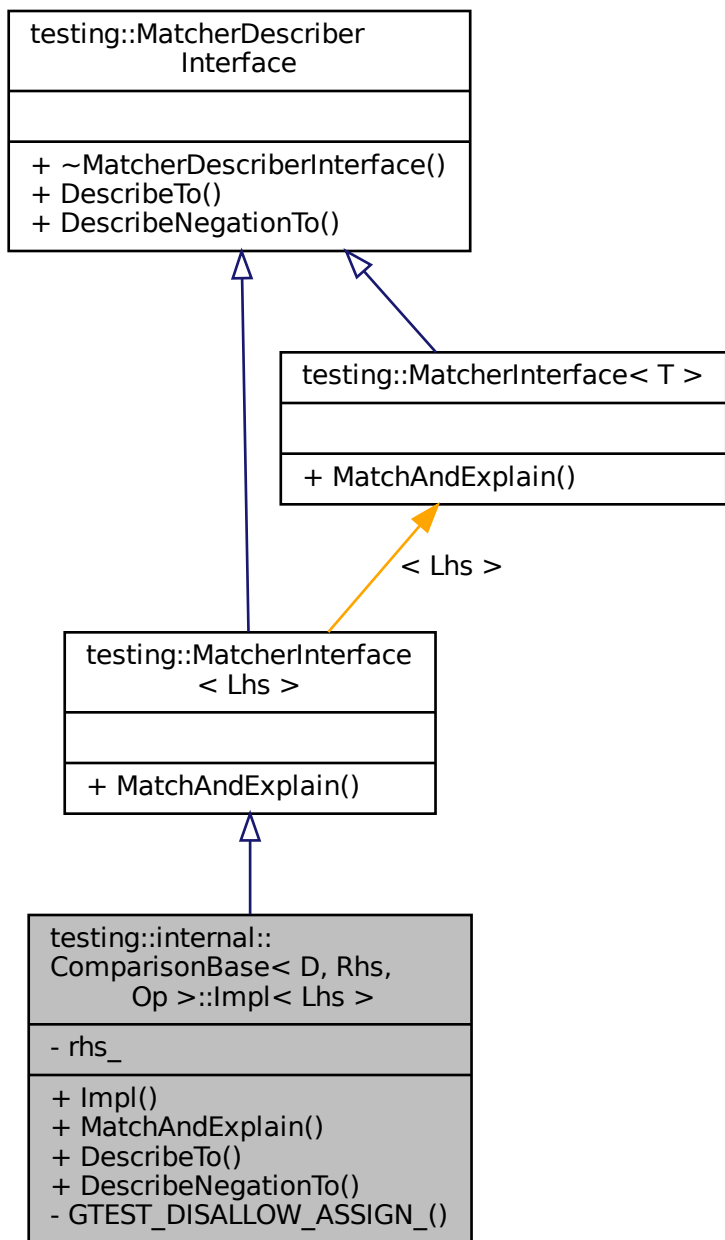 testing::MatcherDescriber
Interface
+ ~MatcherDescriberInterface()
+ DescribeTo()
+ DescribeNegationTo()
testing::MatcherInterface< T >
+ MatchAndExplain()
< Lhs >
testing::MatcherInterface
< Lhs >
+ MatchAndExplain()
testing::internal::
ComparisonBase< D, Rhs,
Op >::Impl< Lhs >
- rhs_
+ Impl()
+ MatchAndExplain()
+ DescribeTo()
+ DescribeNegationTo()
- GTEST_DISALLOW_ASSIGN_()